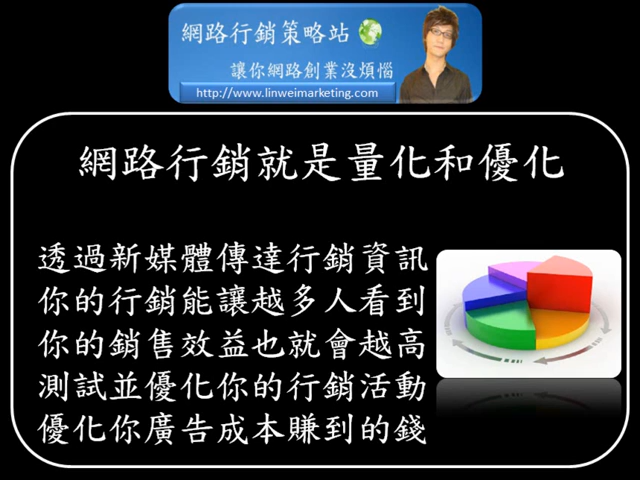 網路行銷策略站
讓你網路創業沒煩惱
http://www.linweimarketing.com
網路行銷就是量化和優化
透過新媒體傳達行銷資訊
你的行銷能讓越多人看到
你的銷售效益也就會越高
測試並優化你的行銷活動
優化你廣告成本賺到的錢